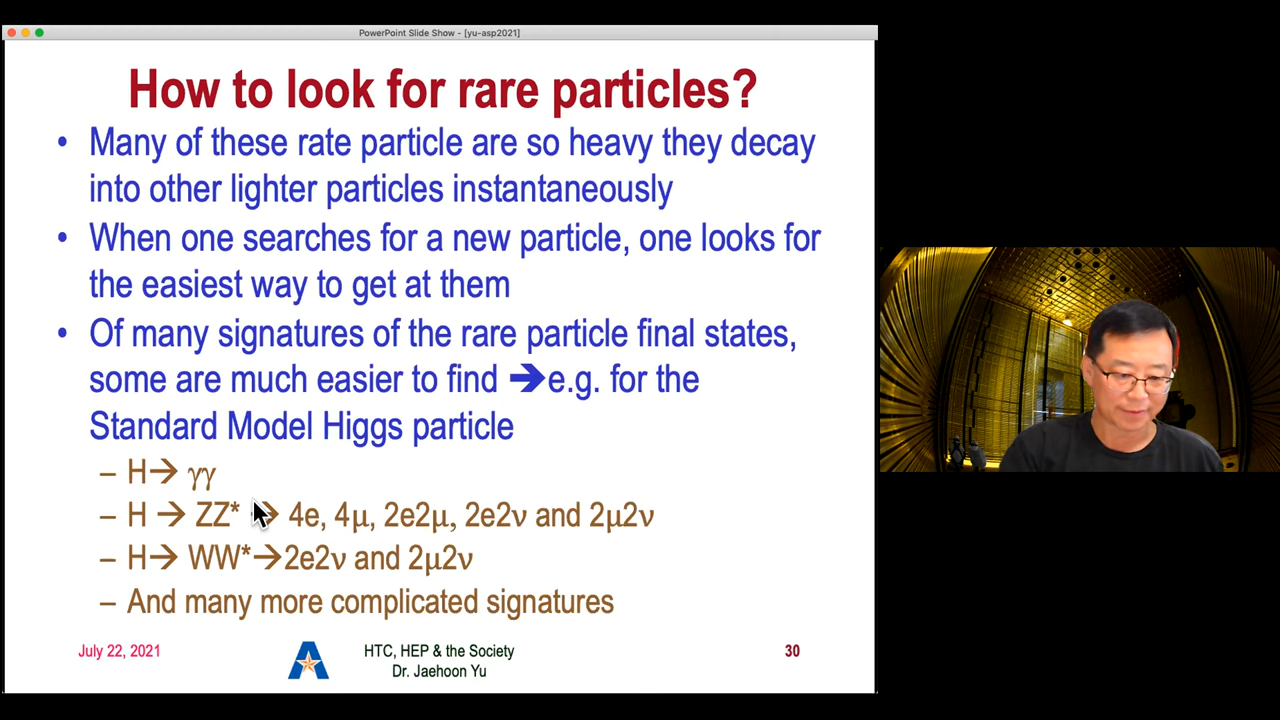 PowerPoint Slide Show - [yu-asp2021]
How to look for rare particles?
• Many of these rate particle are so heavy they decay
into other lighter particles instantaneously
• When one searches for a new particle, one looks for
the easiest way to get at them
• Of many signatures of the rare particle final states,
some are much easier to find ➔e.g. for the
Standard Model Higgs particle
– H→ γγ
– H → ZZ* → 4e, 4μ, 2e2μ, 2e2ν and 2μ2ν
– H→ WW*→2e2ν and 2μ2ν
– And many more complicated signatures
July 22, 2021
HTC, HEP & the Society
Dr. Jaehoon Yu
30